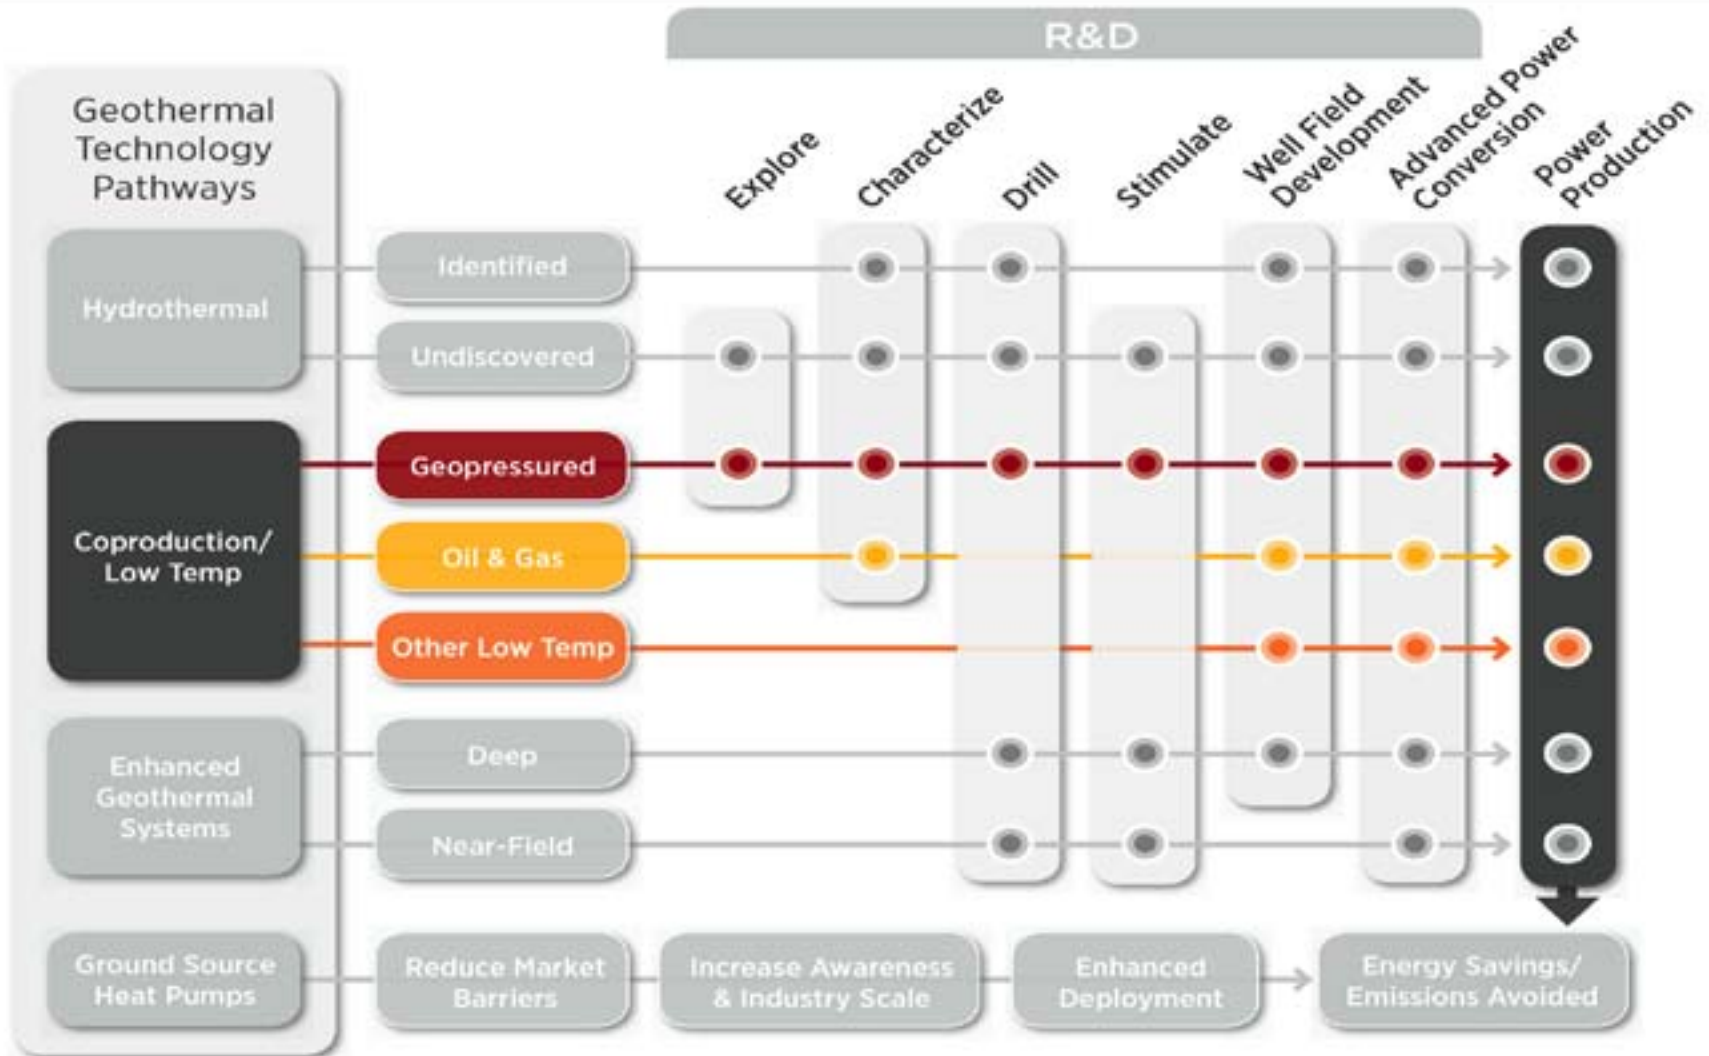 R&D
Geothermal
Technology
Pathways
Explore
Characterize
Drill
Stimulate
Well Field
Development
Advanced Power
Conversion
Power
Production
Hydrothermal
Identified
Undiscovered
Coproduction/
Low Temp
Geopressured
Oil & Gas
Other Low Temp
Enhanced
Geothermal
Systems
Deep
Near-Field
Ground Source
Heat Pumps
Reduce Market
Barriers
Increase Awareness
& Industry Scale
Enhanced
Deployment
Energy Savings/
Emissions Avoided